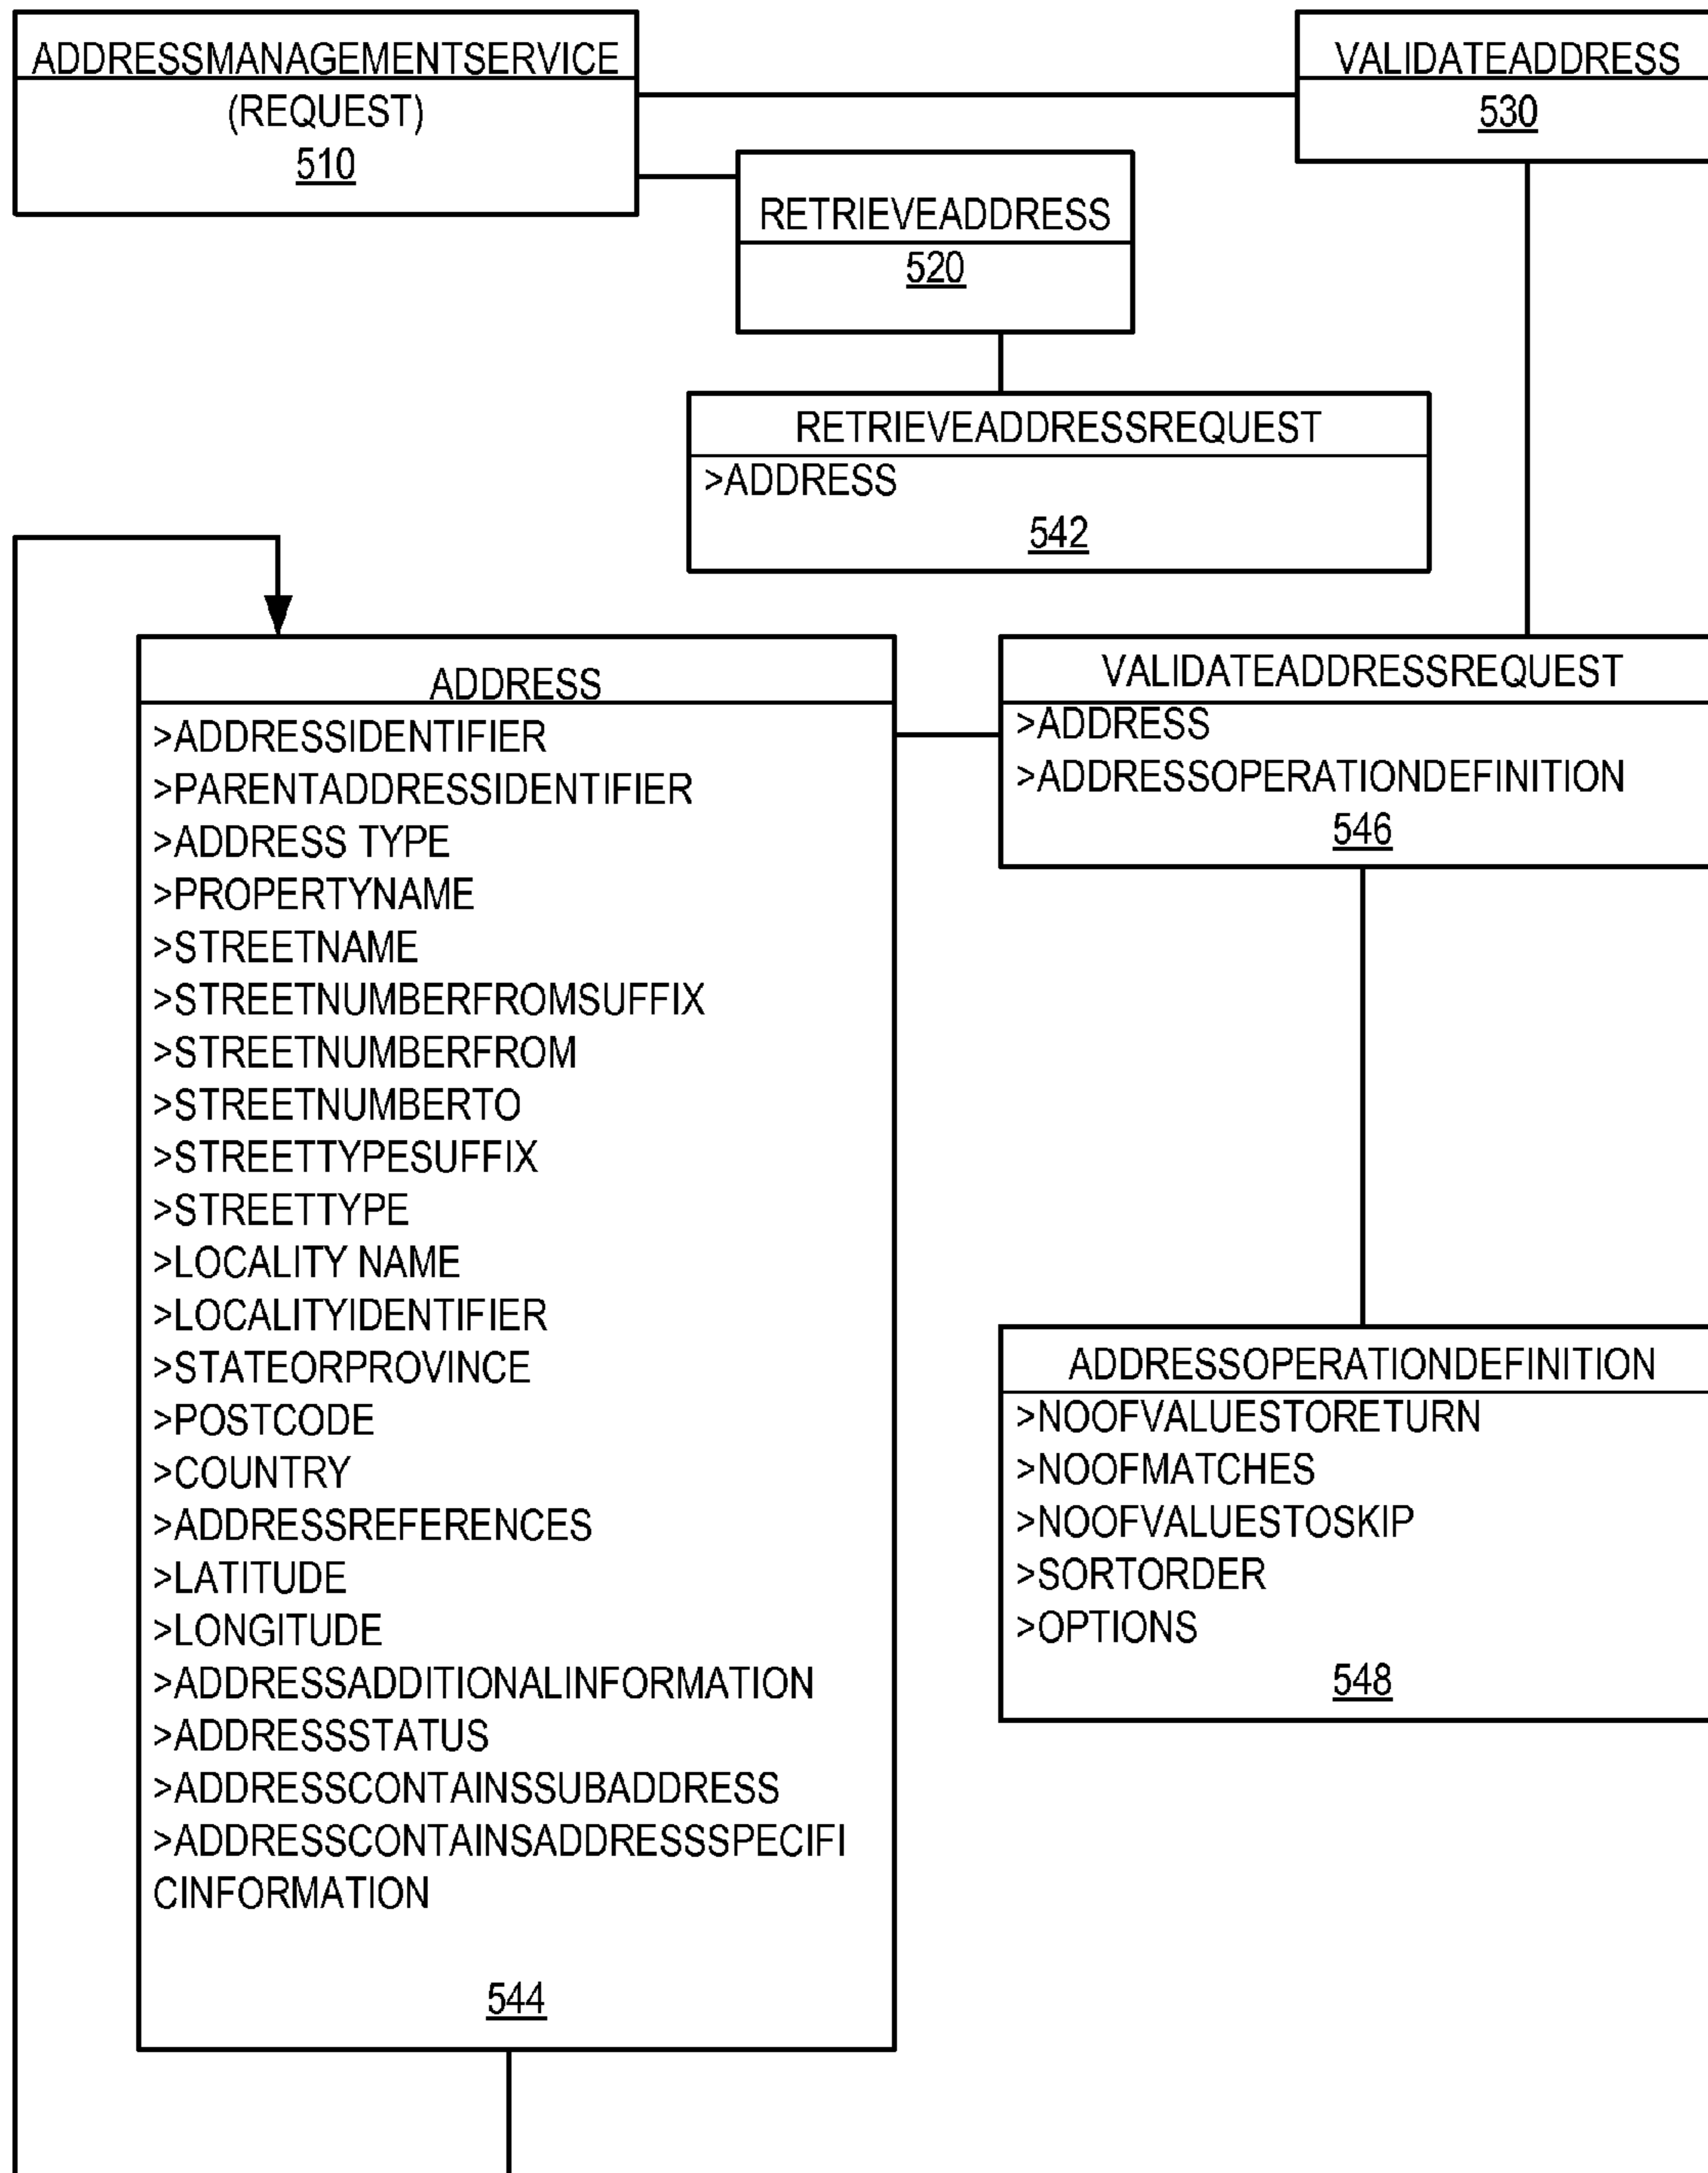 ADDRESSMANAGEMENTSERVICE
(REQUEST)
510
VALIDATEADDRESS
530
RETRIEVEADDRESS
520
RETRIEVEADDRESSREQUEST
>ADDRESS
542
ADDRESS
>ADDRESSIDENTIFIER
>PARENTADDRESSIDENTIFIER
>ADDRESS TYPE
>PROPERTYNAME
>STREETNAME
>STREETNUMBERFROMSUFFIX
>STREETNUMBERFROM
>STREETNUMBERTO
>STREETTYPESUFFIX
>STREETTYPE
>LOCALITY NAME
>LOCALITYIDENTIFIER
>STATEORPROVINCE
>POSTCODE
>COUNTRY
>ADDRESSREFERENCES
>LATITUDE
>LONGITUDE
>ADDRESSADDITIONALINFORMATION
>ADDRESSSTATUS
>ADDRESSCONTAINSSUBADDRESS
>ADDRESSCONTAINSADDRESSSPECIFI
CINFORMATION
544
VALIDATEADDRESSREQUEST
>ADDRESS
>ADDRESSOPERATIONDEFINITION
546
ADDRESSOPERATIONDEFINITION
>NOOFVALUESTORETURN
>NOOFMATCHES
>NOOFVALUESTOSKIP
>SORTORDER
>OPTIONS
548